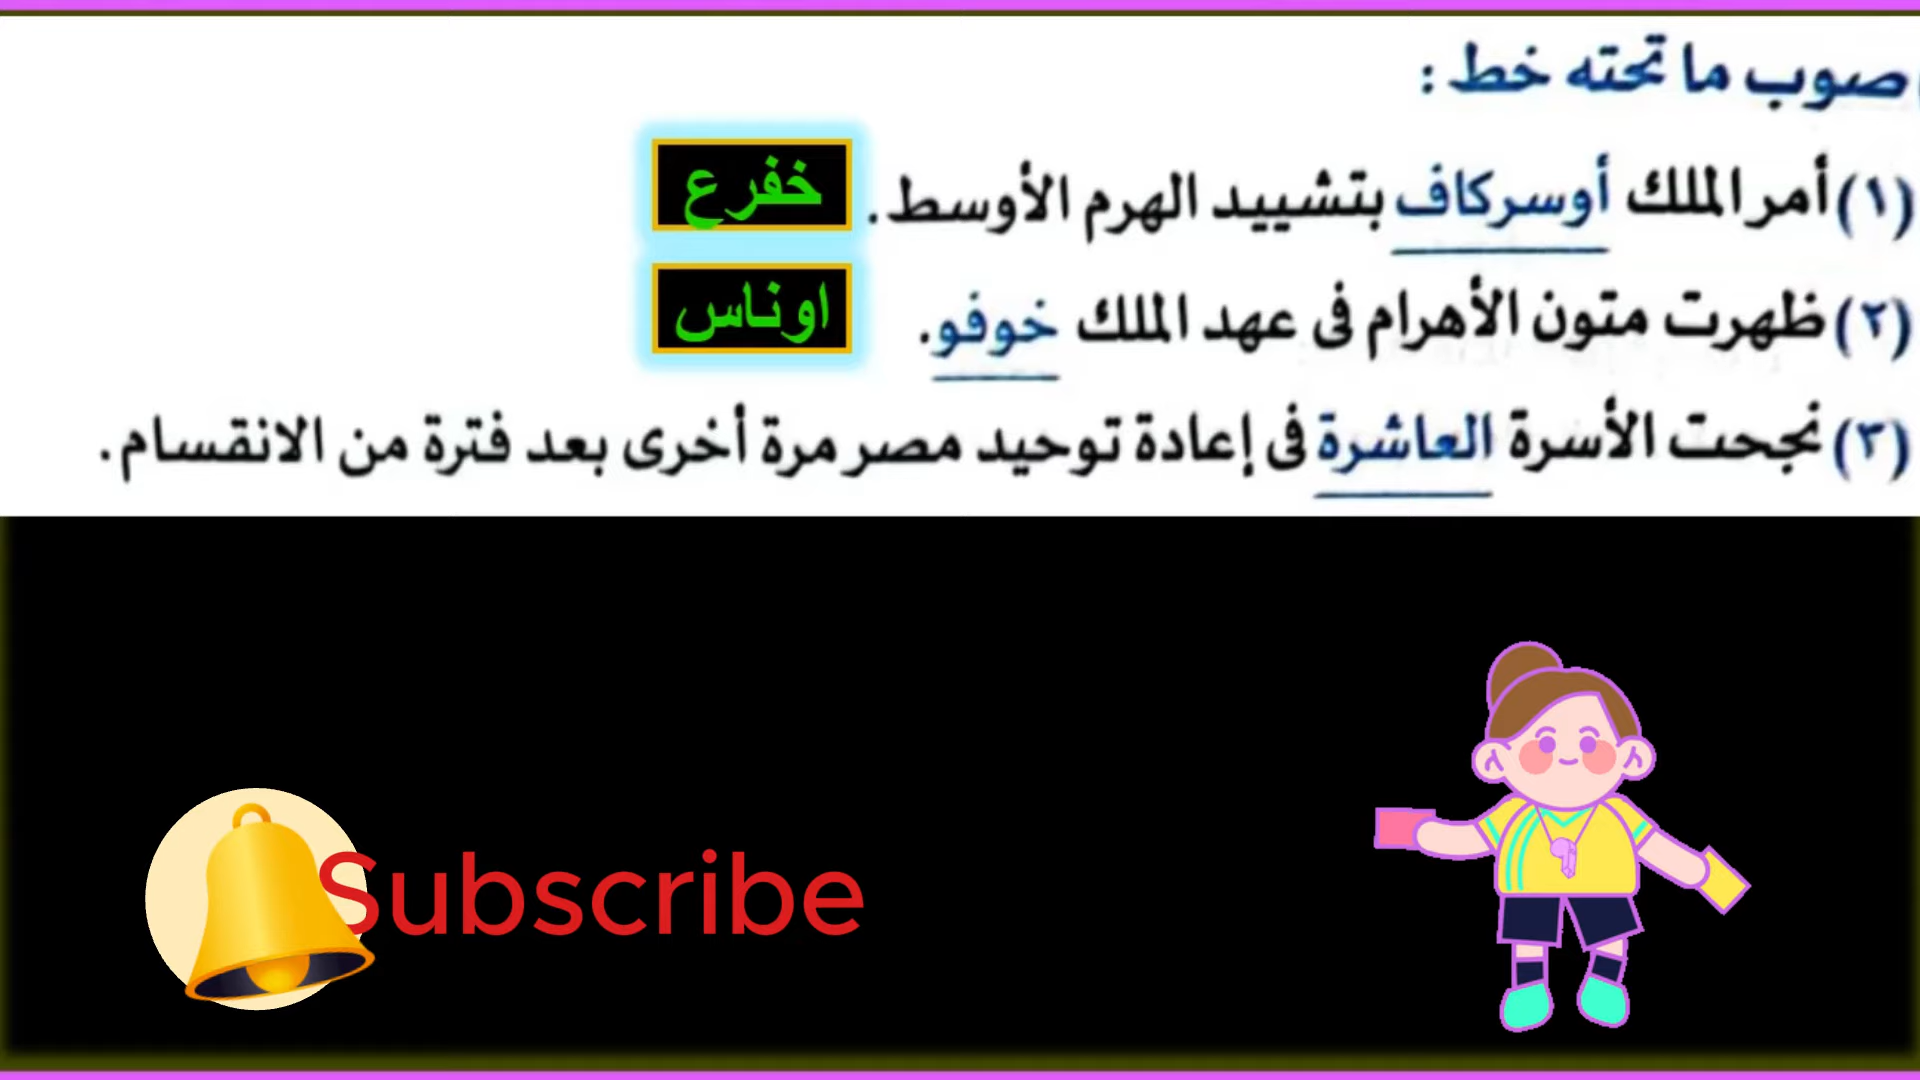 صوب ما تحته خط :
(١) أمر الملك أوسركاف بتشييد الهرم الأوسط. خفرع
(٢) ظهرت متون الأهرام فى عهد الملك خوفو. اوناس
(٣) نجحت الأسرة العاشرة فى إعادة توحيد مصر مرة أخرى بعد فترة من الانقسام.
Subscribe